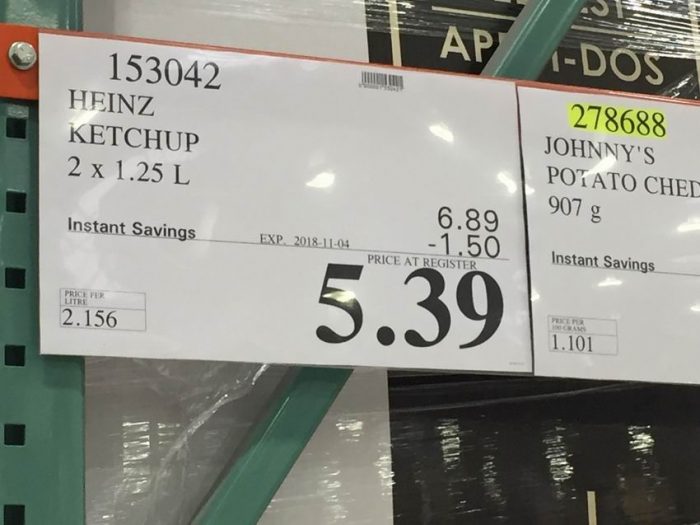 153042
HEINZ
KETCHUP
2 x 1.25 L
6.89
Instant Savings EXP. 2018-11-04 -1.50
PRICE AT REGISTER
5.39
PRICE PER
LITRE
2.156
278688
JOHNNY'S
POTATO CHED
907 g
Instant Savings
PRICE PER
100 GRAMS
1.101
-DOS